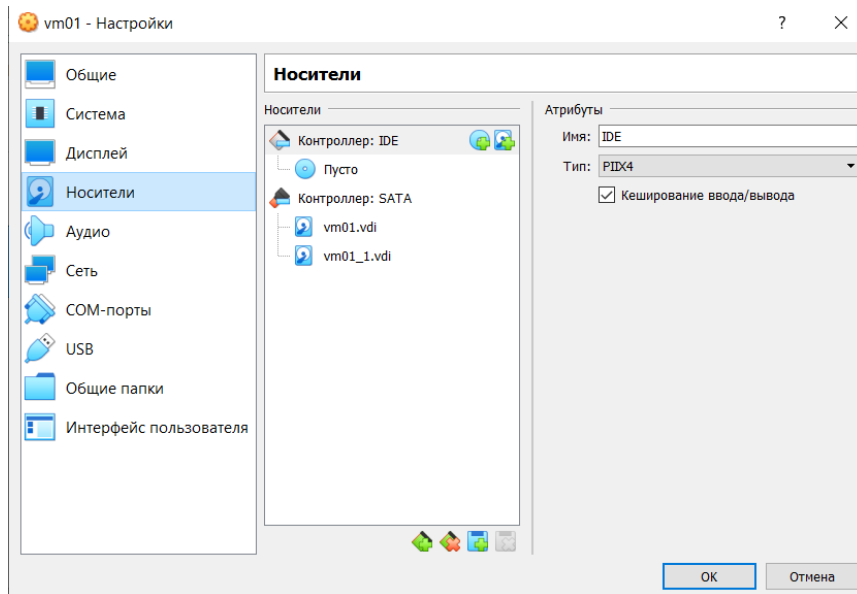 vm01 - Настройки
?
Общие
Система
Дисплей
Носители
Аудио
Сеть
COM-порты
USB
Общие папки
Интерфейс пользователя
Носители
Носители
Контроллер: IDE
Пусто
Контроллер: SATA
vm01.vdi
vm01_1.vdi
Атрибуты
Имя: IDE
Тип: PIIX4
Кеширование ввода/вывода
OK
Отмена